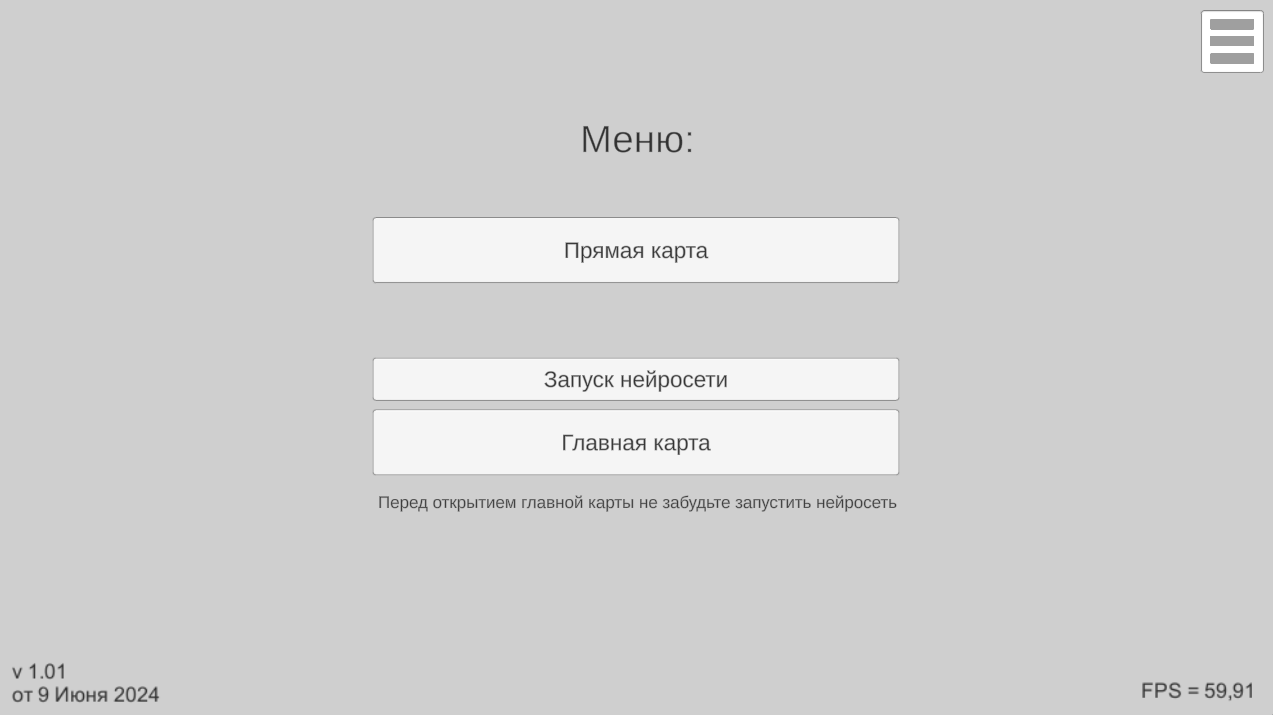 Меню:
Прямая карта
Запуск нейросети
Главная карта
Перед открытием главной карты не забудьте запустить нейросеть
v 1.01
от 9 Июня 2024
FPS = 59,91